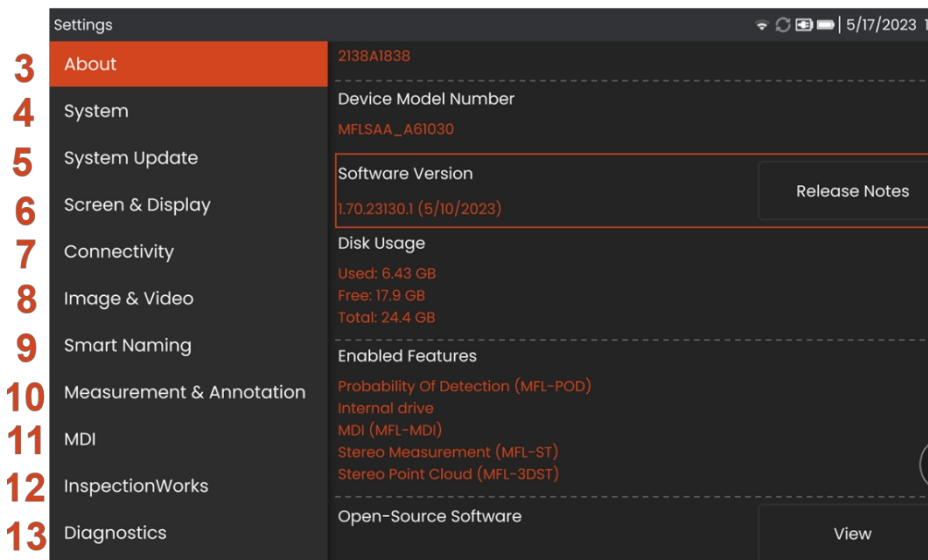 Settings
5/17/2023
3 About
4 System
5 System Update
6 Screen & Display
7 Connectivity
8 Image & Video
9 Smart Naming
10 Measurement & Annotation
11 MDI
12 InspectionWorks
13 Diagnostics
2138A1838
Device Model Number
MFLSAA_A61030
Software Version
1.70.23130.1 (5/10/2023)
Release Notes
Disk Usage
Used: 6.43 GB
Free: 17.9 GB
Total: 24.4 GB
Enabled Features
Probability Of Detection (MFL-POD)
Internal drive
MDI (MFL-MDI)
Stereo Measurement (MFL-ST)
Stereo Point Cloud (MFL-3DST)
Open-Source Software
View